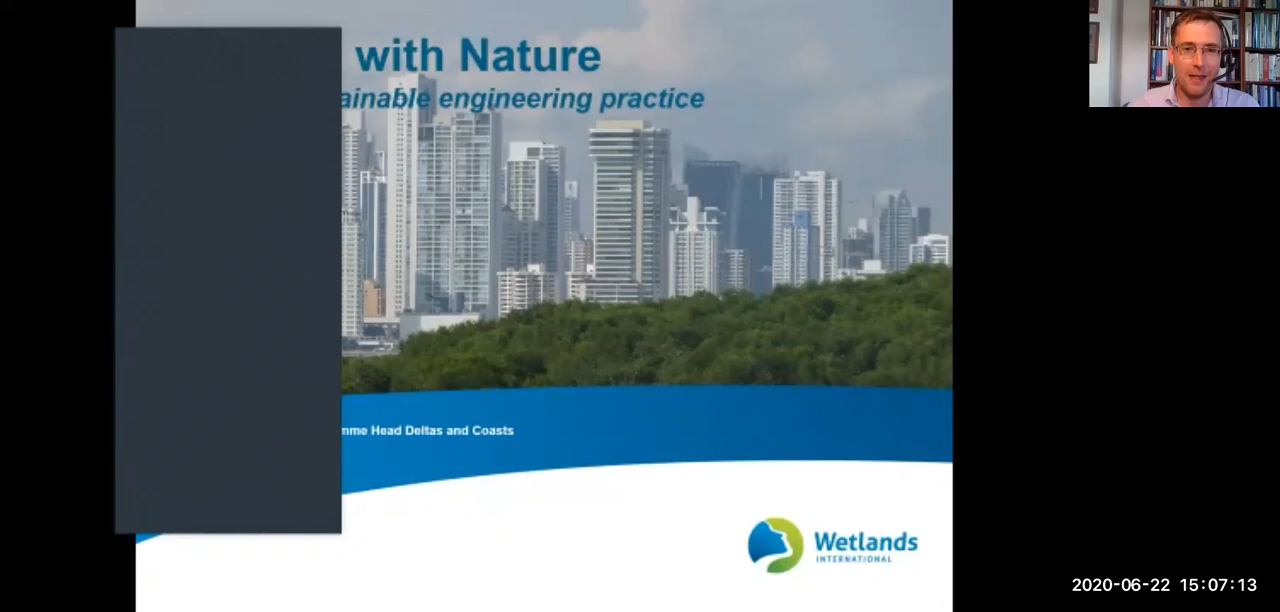 with Nature
ainable engineering practice
mme Head Deltas and Coasts
Wetlands
INTERNATIONAL
2020-06-22 15:07:13